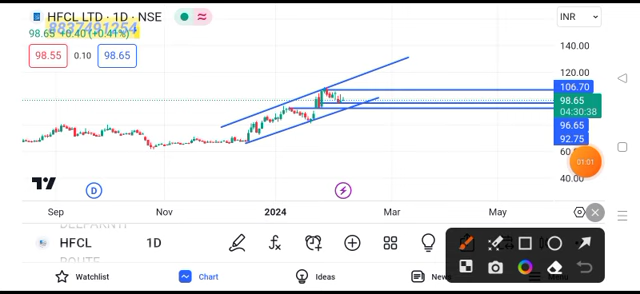 HFCL LTD · 1D · NSE
8837491254
98.65 +0.40 (+0.41%)
98.55 0.10 98.65
INR
140.00
120.00
106.70
98.65
04:30:38
96.65
92.75
60
40.00
01:01
D
Sep Nov 2024 Mar May
HFCL 1D
Watchlist Chart Ideas News